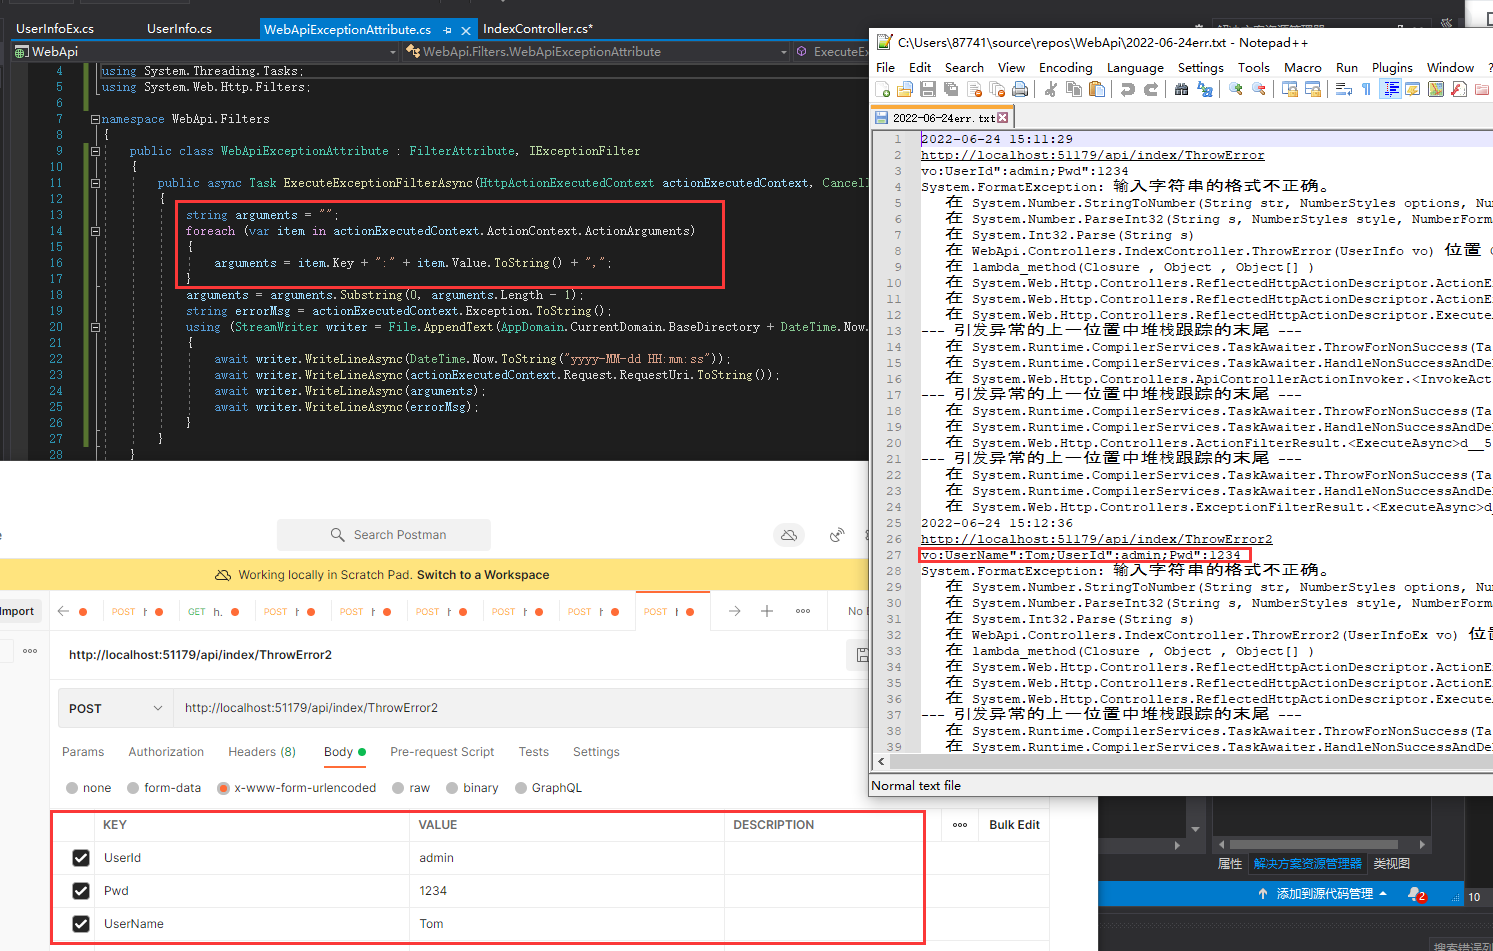 UserInfoEx.cs
UserInfo.cs
WebApiExceptionAttribute.cs
IndexController.cs*
WebApi
WebApi.Filters.WebApiExceptionAttribute
ExecuteEx
4 using System.Threading.Tasks;
5 using System.Web.Http.Filters;
6
7 namespace WebApi.Filters
8 {
9 public class WebApiExceptionAttribute : FilterAttribute, IExceptionFilter
10 {
11 public async Task ExecuteExceptionFilterAsync(HttpActionExecutedContext actionExecutedContext, Cancell
12 {
13 string arguments = "";
14 foreach (var item in actionExecutedContext.ActionContext.ActionArguments)
15 {
16 arguments = item.Key + ":" + item.Value.ToString() + ",";
17 }
18 arguments = arguments.Substring(0, arguments.Length - 1);
19 string errorMsg = actionExecutedContext.Exception.ToString();
20 using (StreamWriter writer = File.AppendText(AppDomain.CurrentDomain.BaseDirectory + DateTime.Now.
21 {
22 await writer.WriteLineAsync(DateTime.Now.ToString("yyyy-MM-dd HH:mm:ss"));
23 await writer.WriteLineAsync(actionExecutedContext.Request.RequestUri.ToString());
24 await writer.WriteLineAsync(arguments);
25 await writer.WriteLineAsync(errorMsg);
26 }
27 }
28 }
C:\Users\87741\source\repos\WebApi\2022-06-24err.txt - Notepad++
File Edit Search View Encoding Language Settings Tools Macro Run Plugins Window ?
2022-06-24err.txt
1 2022-06-24 15:11:29
2 http://localhost:51179/api/index/ThrowError
3 vo:UserId":admin;Pwd":1234
4 System.FormatException: 输入字符串的格式不正确。
5 在 System.Number.StringToNumber(String str, NumberStyles options, Nu
6 在 System.Number.ParseInt32(String s, NumberStyles style, NumberForm
7 在 System.Int32.Parse(String s)
8 在 WebApi.Controllers.IndexController.ThrowError(UserInfo vo) 位置
9 在 lambda_method(Closure , Object , Object[] )
10 在 System.Web.Http.Controllers.ReflectedHttpActionDescriptor.ActionE
11 在 System.Web.Http.Controllers.ReflectedHttpActionDescriptor.ActionE
12 在 System.Web.Http.Controllers.ReflectedHttpActionDescriptor.Execute
13 --- 引发异常的上一位置中堆栈跟踪的末尾 ---
14 在 System.Runtime.CompilerServices.TaskAwaiter.ThrowForNonSuccess(Ta
15 在 System.Runtime.CompilerServices.TaskAwaiter.HandleNonSuccessAndDe
16 在 System.Web.Http.Controllers.ApiControllerActionInvoker.<InvokeAct
17 --- 引发异常的上一位置中堆栈跟踪的末尾 ---
18 在 System.Runtime.CompilerServices.TaskAwaiter.ThrowForNonSuccess(Ta
19 在 System.Runtime.CompilerServices.TaskAwaiter.HandleNonSuccessAndDe
20 在 System.Web.Http.Controllers.ActionFilterResult.<ExecuteAsync>d__5
21 --- 引发异常的上一位置中堆栈跟踪的末尾 ---
22 在 System.Runtime.CompilerServices.TaskAwaiter.ThrowForNonSuccess(Ta
23 在 System.Runtime.CompilerServices.TaskAwaiter.HandleNonSuccessAndDe
24 在 System.Web.Http.Controllers.ExceptionFilterResult.<ExecuteAsync>d
25 2022-06-24 15:12:36
26 http://localhost:51179/api/index/ThrowError2
27 vo:UserName":Tom;UserId":admin;Pwd":1234
28 System.FormatException: 输入字符串的格式不正确。
29 在 System.Number.StringToNumber(String str, NumberStyles options, Nu
30 在 System.Number.ParseInt32(String s, NumberStyles style, NumberForm
31 在 System.Int32.Parse(String s)
32 在 WebApi.Controllers.IndexController.ThrowError2(UserInfoEx vo) 位
33 在 lambda_method(Closure , Object , Object[] )
34 在 System.Web.Http.Controllers.ReflectedHttpActionDescriptor.ActionE
35 在 System.Web.Http.Controllers.ReflectedHttpActionDescriptor.ActionE
36 在 System.Web.Http.Controllers.ReflectedHttpActionDescriptor.Execute
37 --- 引发异常的上一位置中堆栈跟踪的末尾 ---
38 在 System.Runtime.CompilerServices.TaskAwaiter.ThrowForNonSuccess(Ta
39 在 System.Runtime.CompilerServices.TaskAwaiter.HandleNonSuccessAndDe
Normal text file
Search Postman
Working locally in Scratch Pad. Switch to a Workspace
Import
POST
GET h.
POST
POST
POST
POST
POST
POST
No
http://localhost:51179/api/index/ThrowError2
POST http://localhost:51179/api/index/ThrowError2
Params Authorization Headers (8) Body Pre-request Script Tests Settings
none form-data x-www-form-urlencoded raw binary GraphQL
KEY VALUE DESCRIPTION Bulk Edit
UserId admin
Pwd 1234
UserName Tom
属性 解决方案资源管理器 类视图
添加到源代码管理 2
10